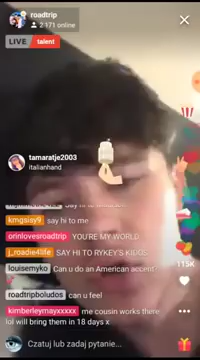 roadtrip
2 171 online
LIVE talent
tamaratje2003
italianhand
kmgsisy9 say hi to me
orinlovesroadtrip YOU'RE MY WORLD
j_roadie4life SAY HI TO RYKEY'S KIDGS
louisemyko Can u do an American accent
roadtripboludos can u feel
kimberleymayxxxxx me cousin works there
lol will bring them in 18 days x
115K
Czatuj lub zadaj pytanie...